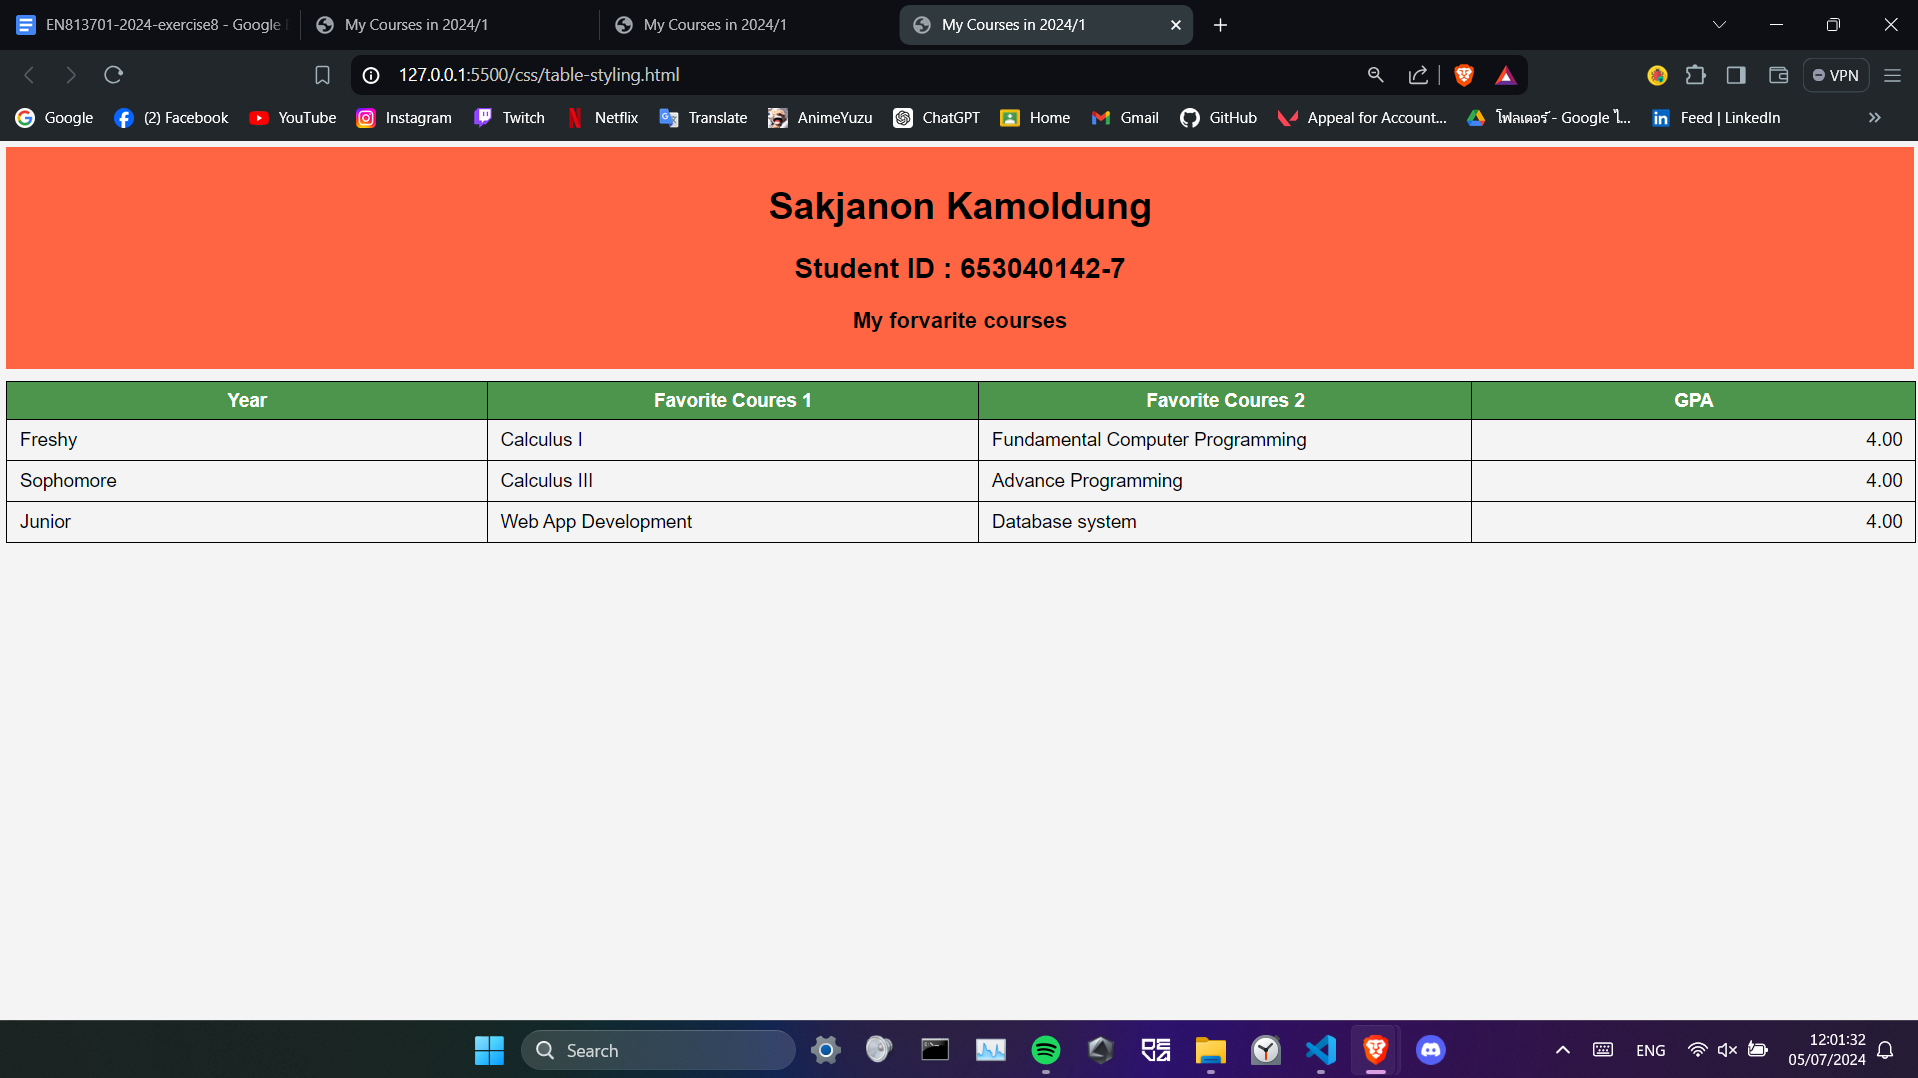 EN813701-2024-exercise8 - Google
My Courses in 2024/1
My Courses in 2024/1
My Courses in 2024/1
127.0.0.1:5500/css/table-styling.html
VPN
Google
(2) Facebook
YouTube
Instagram
Twitch
Netflix
Translate
AnimeYuzu
ChatGPT
Home
Gmail
GitHub
Appeal for Account...
โฟลเดอร์ - Google ไ...
Feed | LinkedIn
Sakjanon Kamoldung
Student ID : 653040142-7
My forvarite courses
Year Favorite Coures 1 Favorite Coures 2 GPA
Freshy Calculus I Fundamental Computer Programming 4.00
Sophomore Calculus III Advance Programming 4.00
Junior Web App Development Database system 4.00
Search
ENG
12:01:32
05/07/2024